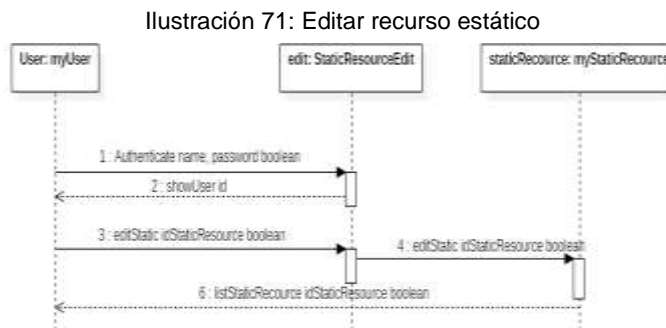 Ilustración 71: Editar recurso estático
User: myUser
edit: StaticResourceEdit
staticRecource: myStaticRecource
1 : Authenticate name; password boolean
2 : showUser id
3 : editStatic idStaticResource boolean
4 : editStatic idStaticResource boolean
6 : listStaticRecource idStaticResource boolean